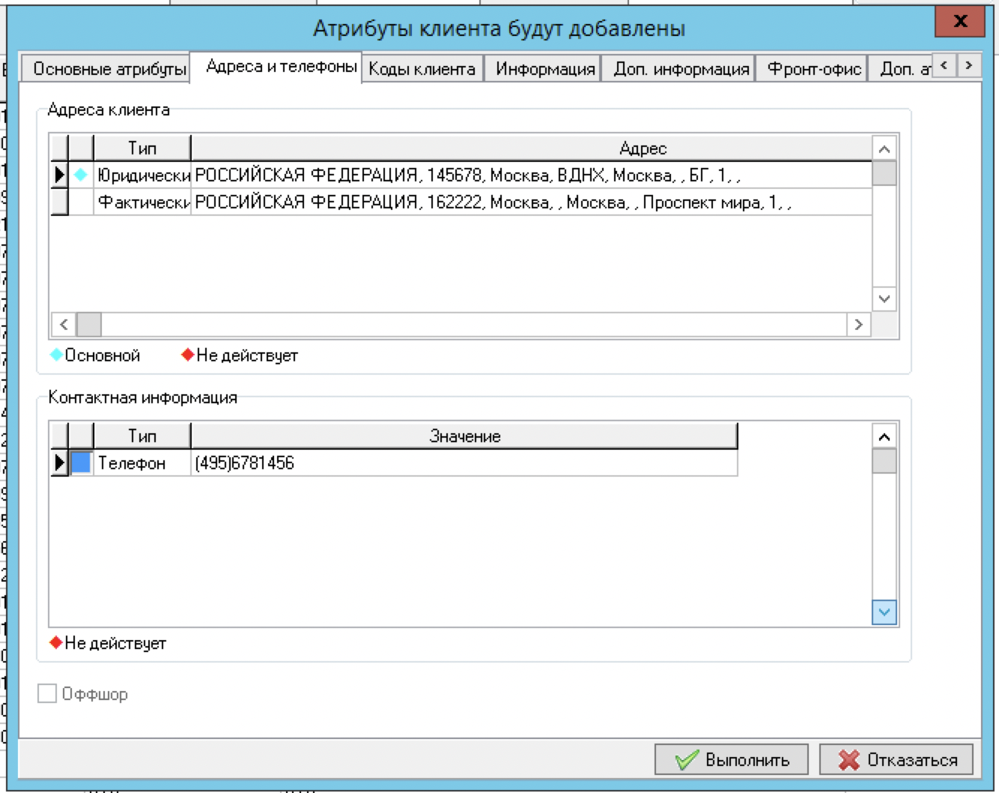 Атрибуты клиента будут добавлены
x
Основные атрибуты Адреса и телефоны Коды клиента Информация Доп. информация Фронт-офис Доп. ат
Адреса клиента
Тип Адрес
Юридически РОССИЙСКАЯ ФЕДЕРАЦИЯ, 145678, Москва, ВДНХ, Москва, , БГ, 1, ,
Фактически РОССИЙСКАЯ ФЕДЕРАЦИЯ, 162222, Москва, , Москва, , Проспект мира, 1, ,
Основной Не действует
Контактная информация
Тип Значение
Телефон (495)6781456
Не действует
Оффшор
Выполнить Отказаться